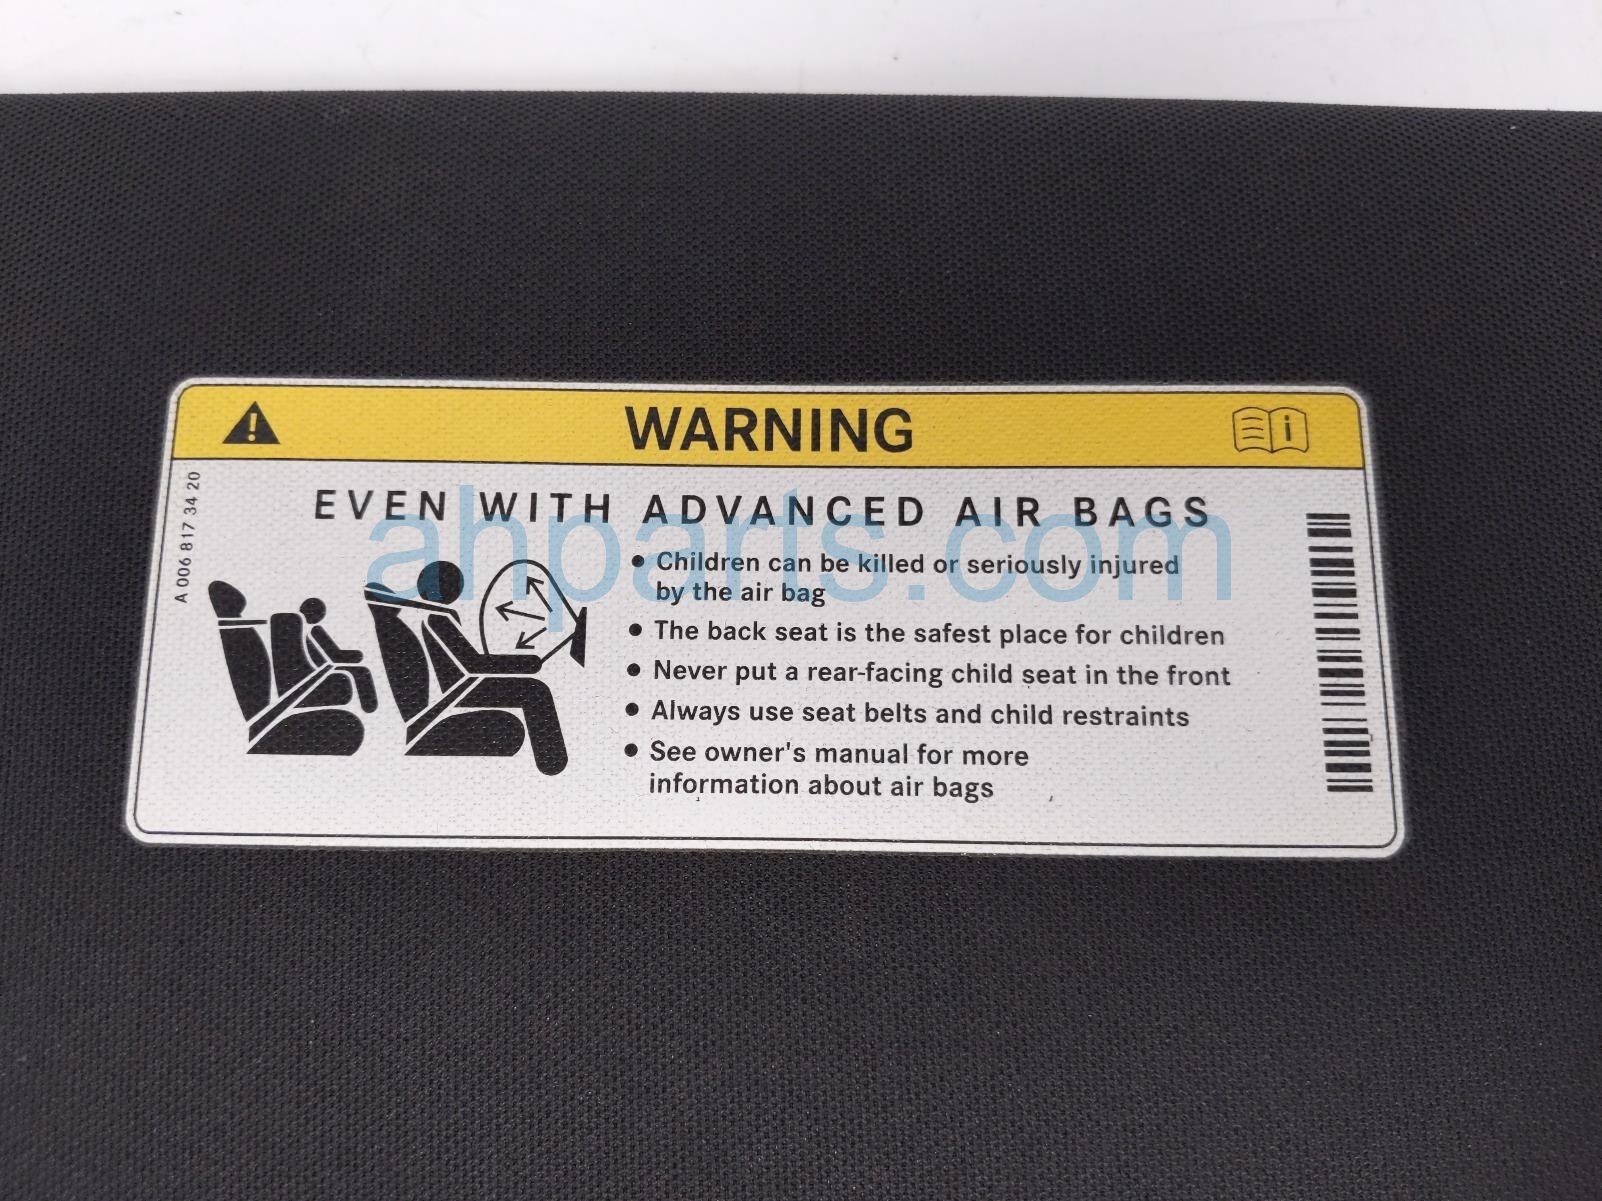 WARNING
i
A 006 817 34 20
EVEN WITH ADVANCED AIR BAGS
• Children can be killed or seriously injured
by the air bag
• The back seat is the safest place for children
• Never put a rear-facing child seat in the front
• Always use seat belts and child restraints
• See owner's manual for more
information about air bags
ahparts.com